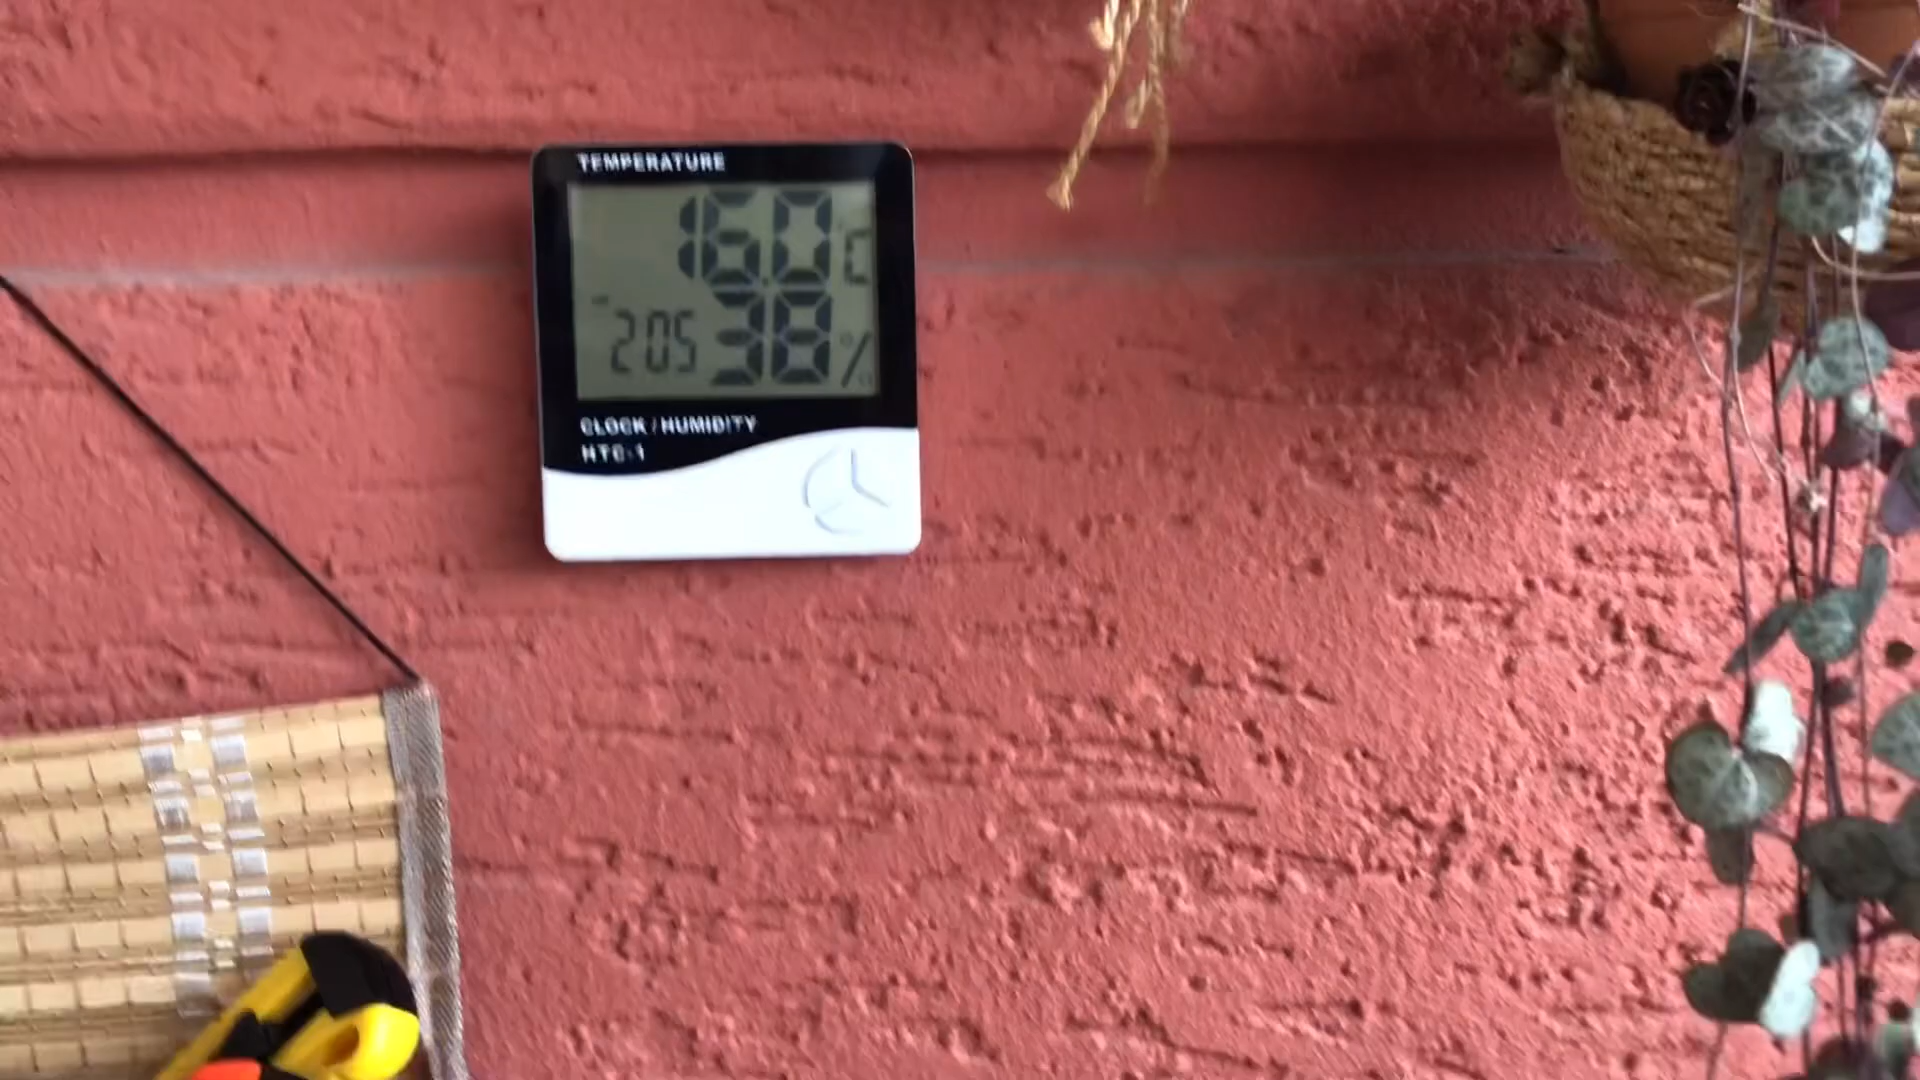 TEMPERATURE
16.0 °C
2:05 38 %
CLOCK / HUMIDITY
HTC-1